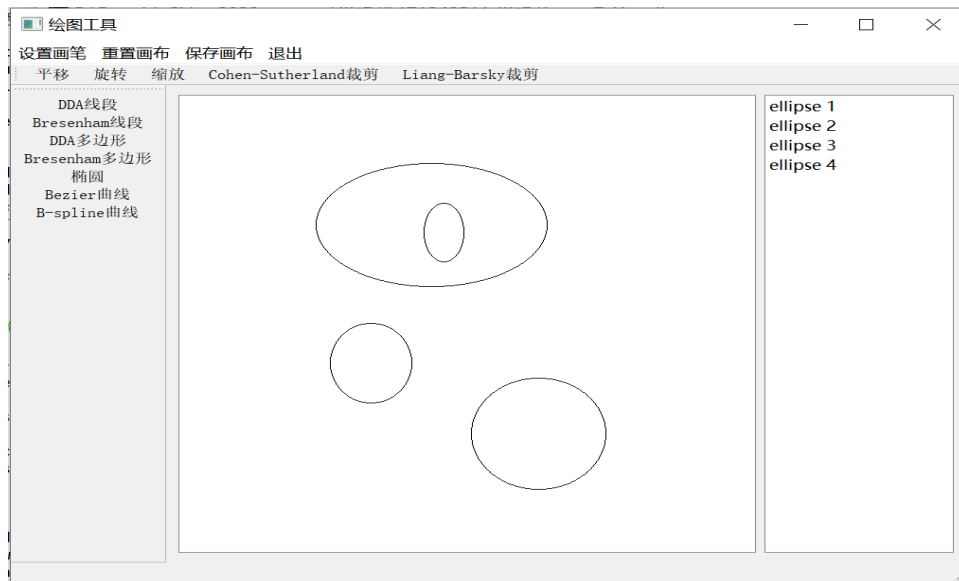 绘图工具
设置画笔 重置画布 保存画布 退出
平移 旋转 缩放 Cohen-Sutherland裁剪 Liang-Barsky裁剪
DDA线段
Bresenham线段
DDA多边形
Bresenham多边形
椭圆
Bezier曲线
B-spline曲线
ellipse 1
ellipse 2
ellipse 3
ellipse 4